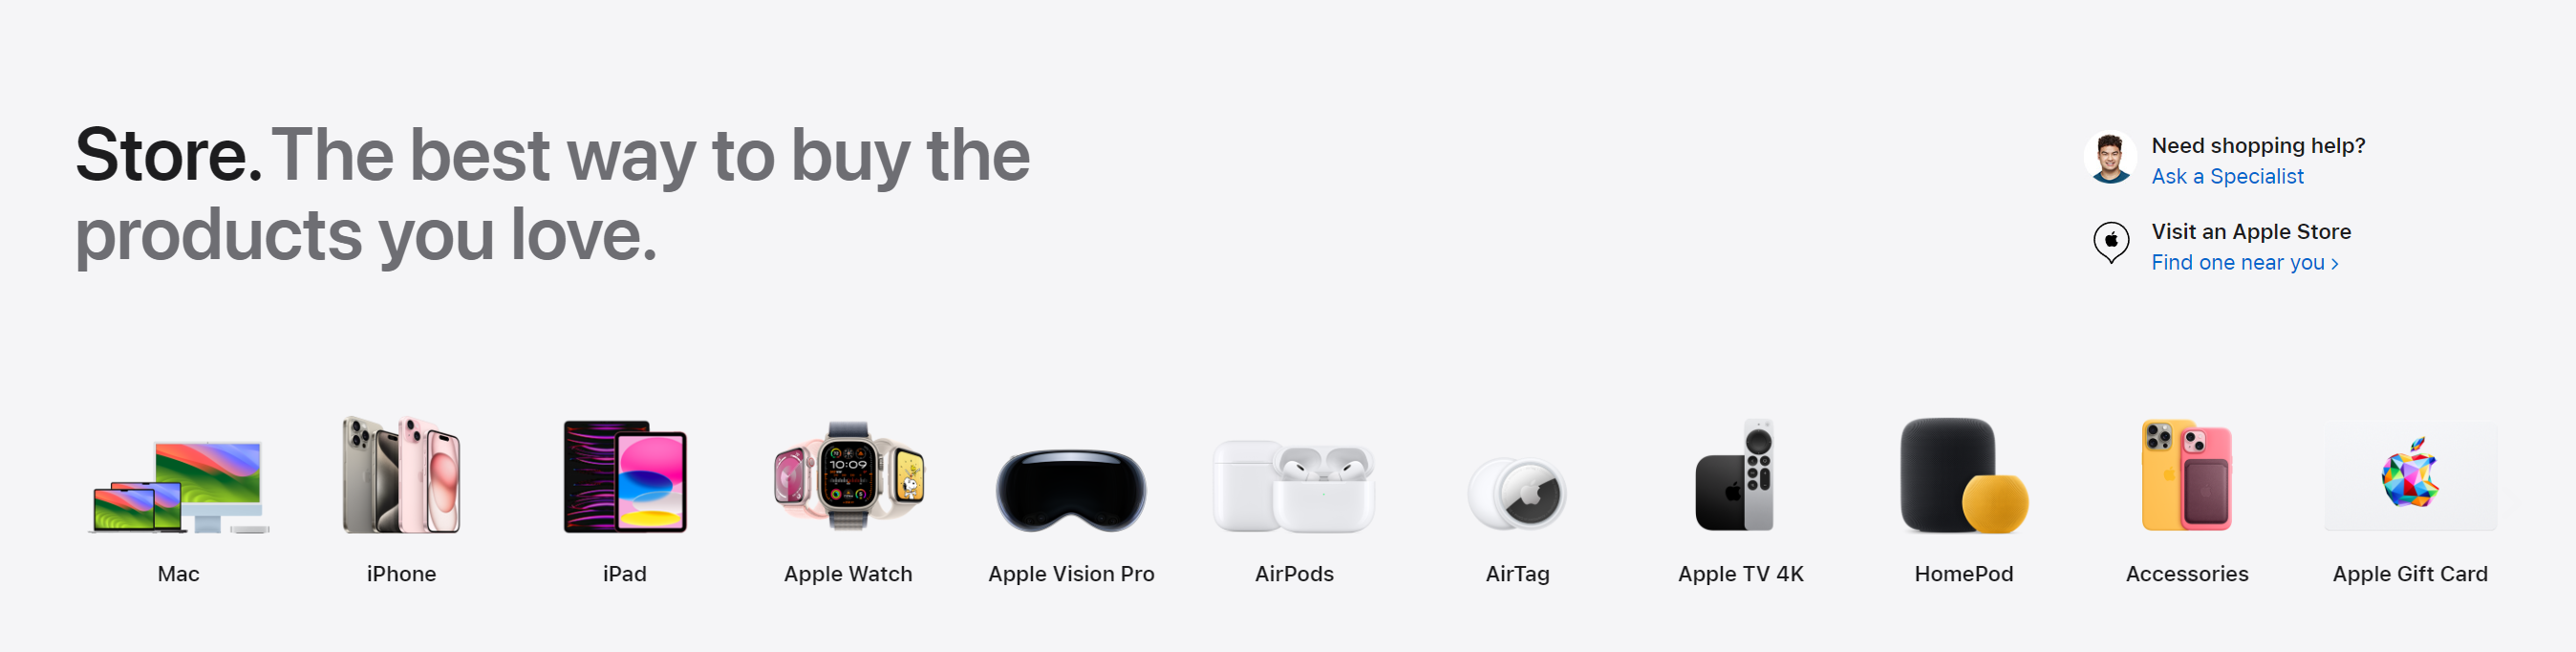 Store. The best way to buy the
products you love.
Need shopping help?
Ask a Specialist
Visit an Apple Store
Find one near you >
10:09
Mac
iPhone
iPad
Apple Watch
Apple Vision Pro
AirPods
AirTag
Apple TV 4K
HomePod
Accessories
Apple Gift Card